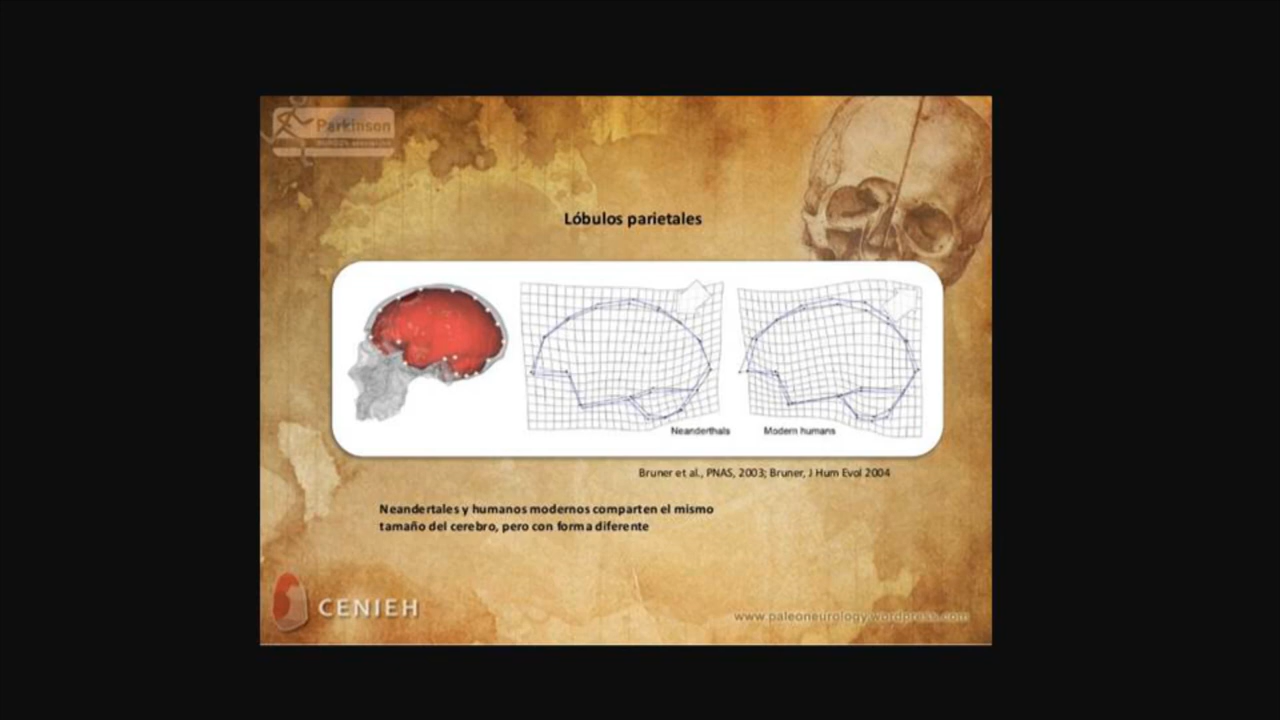 Parkinson
Lóbulos parietales
Neanderthals
Modern humans
Bruner et al., PNAS, 2003; Bruner, J Hum Evol 2004
Neandertales y humanos modernos comparten el mismo
tamaño del cerebro, pero con forma diferente
CENIEH
www.paleoneurology.wordpress.com